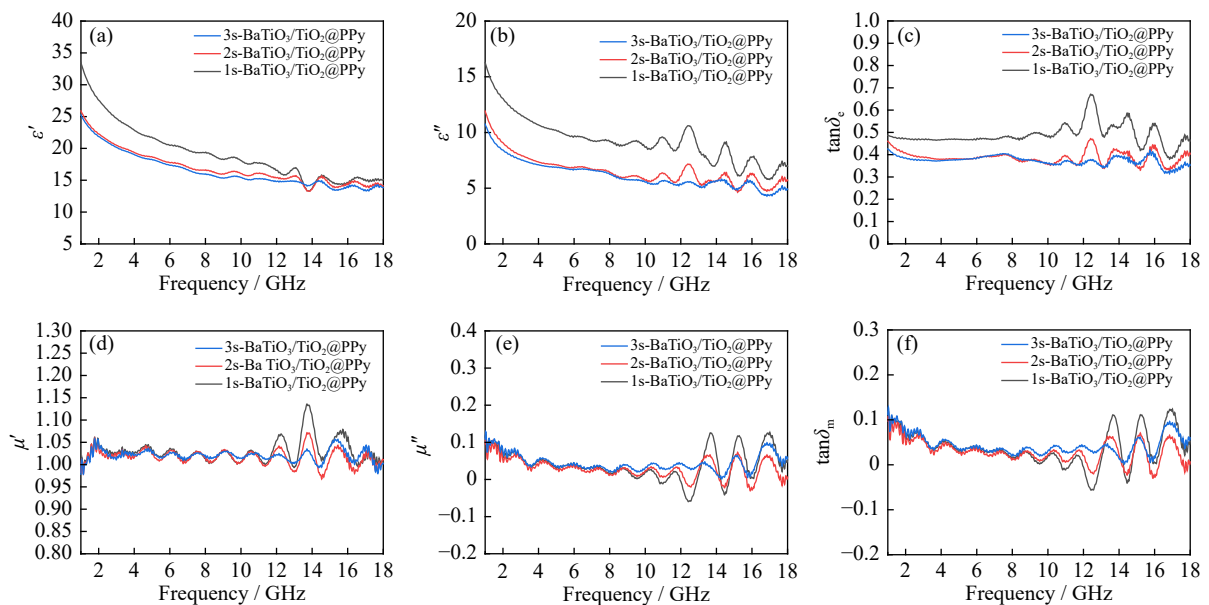 (a)
3s-BaTiO₃/TiO₂@PPy
2s-BaTiO₃/TiO₂@PPy
1s-BaTiO₃/TiO₂@PPy
40
35
30
25
20
15
10
5
ε′
2 4 6 8 10 12 14 16 18
Frequency / GHz
(b)
3s-BaTiO₃/TiO₂@PPy
2s-BaTiO₃/TiO₂@PPy
1s-BaTiO₃/TiO₂@PPy
20
15
10
5
0
ε″
2 4 6 8 10 12 14 16 18
Frequency / GHz
(c)
3s-BaTiO₃/TiO₂@PPy
2s-BaTiO₃/TiO₂@PPy
1s-BaTiO₃/TiO₂@PPy
1.0
0.9
0.8
0.7
0.6
0.5
0.4
0.3
0.2
0.1
0
tanδₑ
2 4 6 8 10 12 14 16 18
Frequency / GHz
(d)
3s-BaTiO₃/TiO₂@PPy
2s-Ba TiO₃/TiO₂@PPy
1s-BaTiO₃/TiO₂@PPy
1.30
1.25
1.20
1.15
1.10
1.05
1.00
0.95
0.90
0.85
0.80
μ′
2 4 6 8 10 12 14 16 18
Frequency / GHz
(e)
3s-BaTiO₃/TiO₂@PPy
2s-BaTiO₃/TiO₂@PPy
1s-BaTiO₃/TiO₂@PPy
0.4
0.3
0.2
0.1
0
−0.1
−0.2
μ″
2 4 6 8 10 12 14 16 18
Frequency / GHz
(f)
3s-BaTiO₃/TiO₂@PPy
2s-BaTiO₃/TiO₂@PPy
1s-BaTiO₃/TiO₂@PPy
0.3
0.2
0.1
0
−0.1
−0.2
tanδₘ
2 4 6 8 10 12 14 16 18
Frequency / GHz